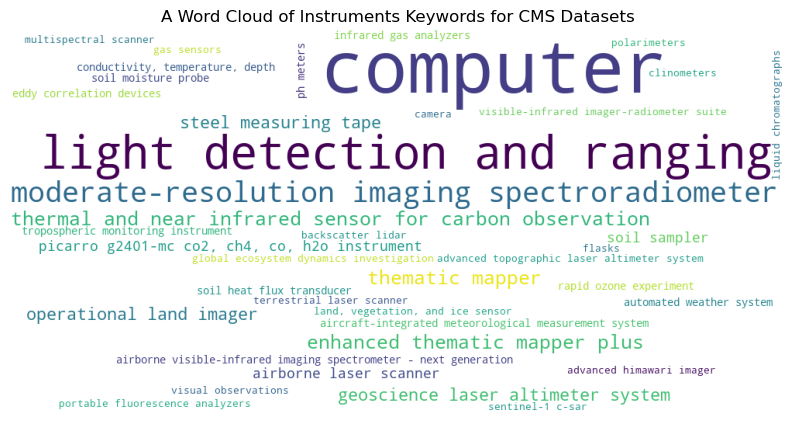 A Word Cloud of Instruments Keywords for CMS Datasets
multispectral scanner
gas sensors
infrared gas analyzers
polarimeters
conductivity, temperature, depth
soil moisture probe
eddy correlation devices
ph meters
computer
clinometers
liquid chromatographs
camera
visible-infrared imager-radiometer suite
steel measuring tape
light detection and ranging
moderate-resolution imaging spectroradiometer
thermal and near infrared sensor for carbon observation
tropospheric monitoring instrument
backscatter lidar
soil sampler
picarro g2401-mc co2, ch4, co, h2o instrument
flasks
global ecosystem dynamics investigation
advanced topographic laser altimeter system
thematic mapper
soil heat flux transducer
rapid ozone experiment
terrestrial laser scanner
automated weather system
operational land imager
land, vegetation, and ice sensor
aircraft-integrated meteorological measurement system
enhanced thematic mapper plus
airborne visible-infrared imaging spectrometer - next generation
airborne laser scanner
advanced himawari imager
visual observations
geoscience laser altimeter system
portable fluorescence analyzers
sentinel-1 c-sar